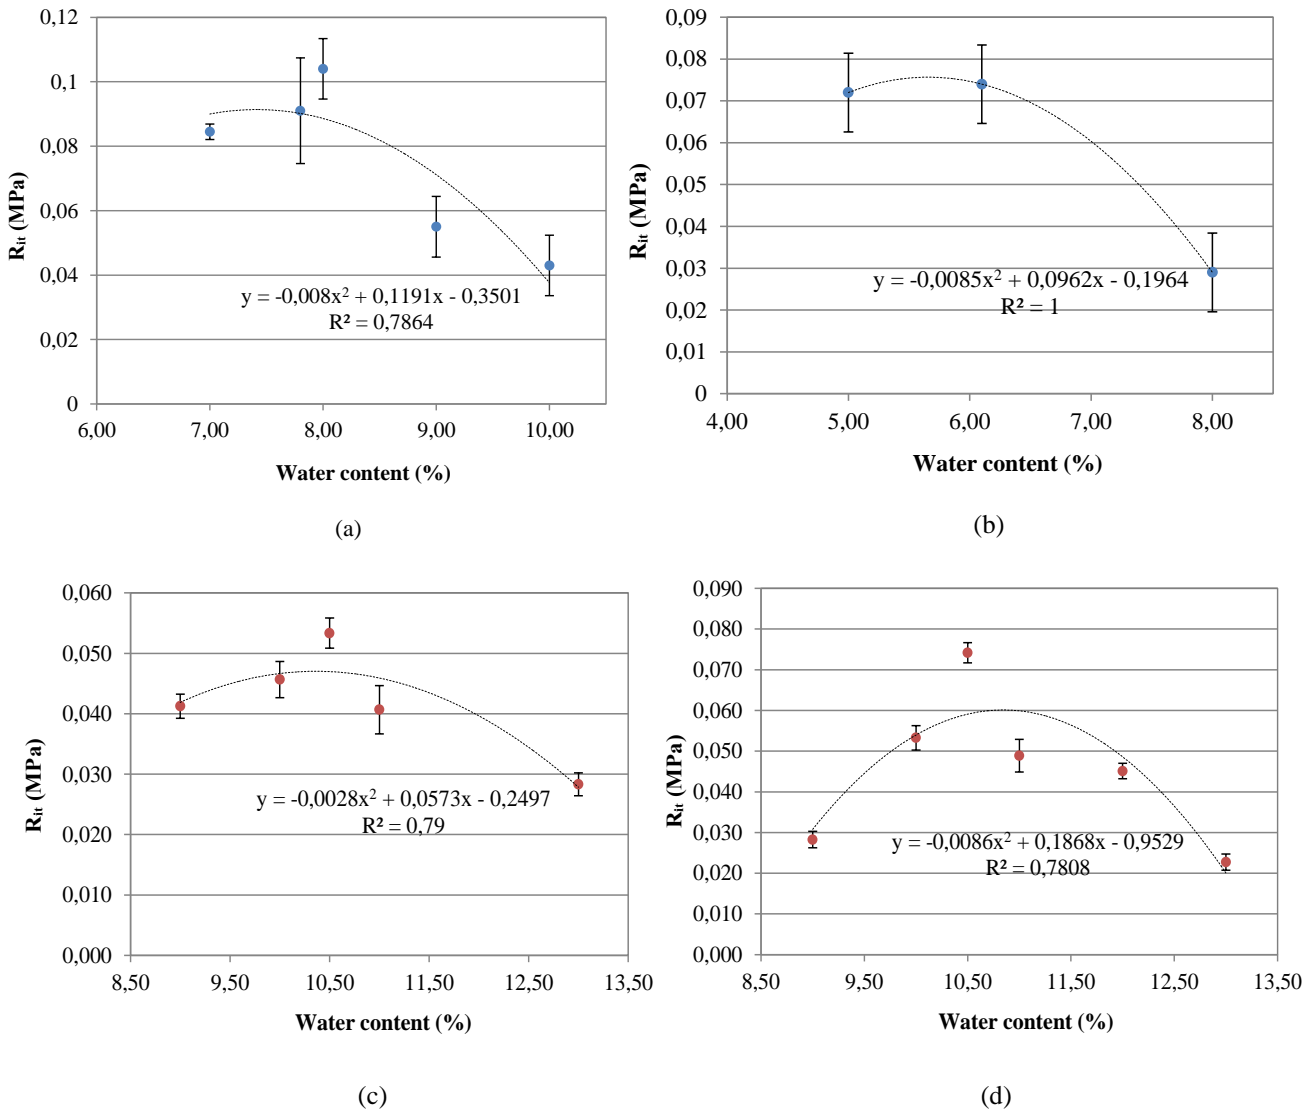 0,12
0,1
0,08
0,06
0,04
0,02
0
R_it (MPa)
y = -0,008x² + 0,1191x - 0,3501
R² = 0,7864
6,00 7,00 8,00 9,00 10,00
Water content (%)
(a)
0,09
0,08
0,07
0,06
0,05
0,04
0,03
0,02
0,01
0
R_it (MPa)
y = -0,0085x² + 0,0962x - 0,1964
R² = 1
4,00 5,00 6,00 7,00 8,00
Water content (%)
(b)
0,060
0,050
0,040
0,030
0,020
0,010
0,000
R_it (MPa)
y = -0,0028x² + 0,0573x - 0,2497
R² = 0,79
8,50 9,50 10,50 11,50 12,50 13,50
Water content (%)
(c)
0,090
0,080
0,070
0,060
0,050
0,040
0,030
0,020
0,010
0,000
R_it (MPa)
y = -0,0086x² + 0,1868x - 0,9529
R² = 0,7808
8,50 9,50 10,50 11,50 12,50 13,50
Water content (%)
(d)